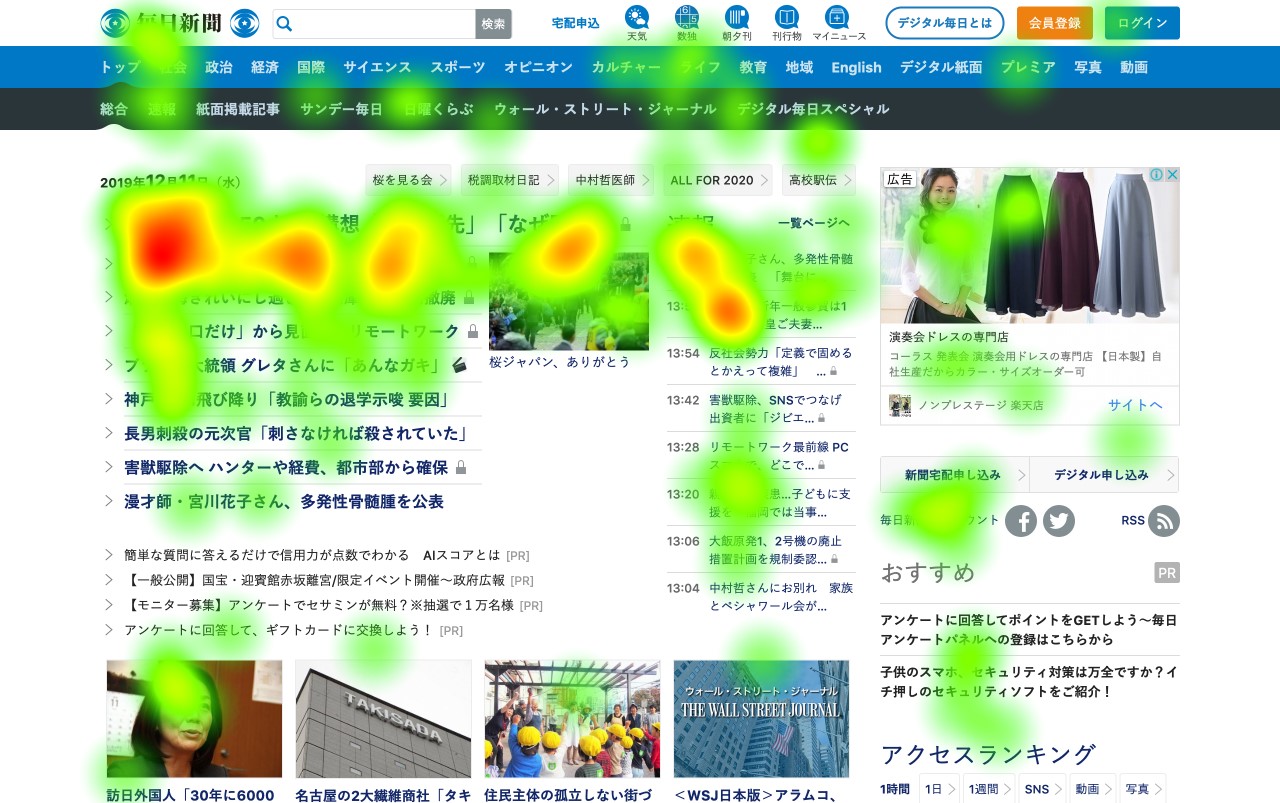 毎日新聞
検索
宅配申込
天気
数独
朝夕刊
刊行物
マイニュース
デジタル毎日とは
会員登録
ログイン
トップ 社会 政治 経済 国際 サイエンス スポーツ オピニオン カルチャー ライフ 教育 地域 English デジタル紙面 プレミア 写真 動画
総合 速報 紙面掲載記事 サンデー毎日 日曜くらぶ ウォール・ストリート・ジャーナル デジタル毎日スペシャル
2019年12月11日（水）
桜を見る会
税調取材日記
中村哲医師
ALL FOR 2020
高校駅伝
先」「なぜ
速報
一覧ページへ
口だけ」から見 リモートワーク
大統領 グレタさんに「あんなガキ」
神戸 飛び降り「教諭らの退学示唆 要因」
長男刺殺の元次官「刺さなければ殺されていた」
害獣駆除へ ハンターや経費、都市部から確保
漫才師・宮川花子さん、多発性骨髄腫を公表
桜ジャパン、ありがとう
子さん、多発性骨髄
「舞台に
年一般参賀は1
皇ご夫妻...
13:54 反社会勢力「定義で固める
とかえって複雑」 ...
13:42 害獣駆除、SNSでつなげ
出資者に「ジビエ...
13:28 リモートワーク最前線 PC
で、どこで...
13:20 患...子どもに支
援を 岡では当事...
13:06 大飯原発1、2号機の廃止
措置計画を規制委認...
13:04 中村哲さんにお別れ 家族
とペシャワール会が...
簡単な質問に答えるだけで信用力が点数でわかる AIスコアとは [PR]
【一般公開】国宝・迎賓館赤坂離宮/限定イベント開催〜政府広報 [PR]
【モニター募集】アンケートでセサミンが無料？※抽選で１万名様 [PR]
アンケートに回答して、ギフトカードに交換しよう！ [PR]
TAKISADA
ウォール・ストリート・ジャーナル
THE WALL STREET JOURNAL
訪日外国人「30年に6000
名古屋の2大繊維商社「タキ
住民主体の孤立しない街づ
＜WSJ日本版＞アラムコ、
広告
演奏会ドレスの専門店
コーラス 発表会 演奏会用ドレスの専門店 【日本製】自
社生産だからカラー・サイズオーダー可
ノンプレステージ 楽天店
サイトへ
新聞宅配申し込み
デジタル申し込み
毎日新 ウント
RSS
おすすめ
PR
アンケートに回答してポイントをGETしよう〜毎日
アンケートパネルへの登録はこちらから
子供のスマホ、セキュリティ対策は万全ですか？イ
チ押しのセキュリティソフトをご紹介！
アクセスランキング
1時間 1日 1週間 SNS 動画 写真